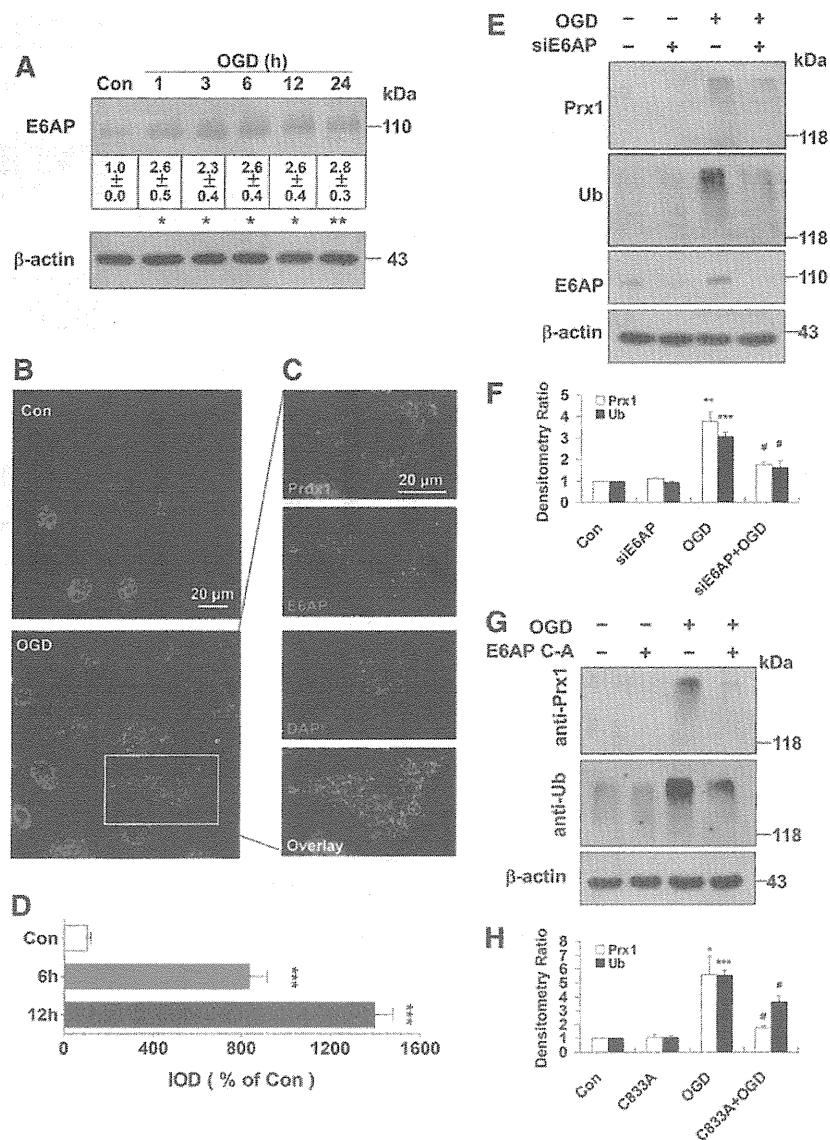 A
OGD (h)
Con 1 3 6 12 24
kDa
E6AP
110
1.0 ± 0.0
2.6 ± 0.5
2.3 ± 0.4
2.6 ± 0.4
2.6 ± 0.4
2.8 ± 0.3
* * * * **
β-actin
43
B
Con
20 μm
OGD
C
Prdx1
20 μm
E6AP
DAPI
Overlay
D
Con
6h
***
12h
***
0 400 800 1200 1600
IOD ( % of Con )
E
OGD - - + +
siE6AP - + - +
kDa
Prx1
118
Ub
118
E6AP
110
β-actin
43
F
Densitometry Ratio
5
4
3
2
1
0
Prx1
Ub
** ***
# #
Con siE6AP OGD siE6AP+OGD
G
OGD - - + +
E6AP C-A - + - +
kDa
anti-Prx1
118
anti-Ub
118
β-actin
43
H
Densitometry Ratio
8
7
6
5
4
3
2
1
0
Prx1
Ub
* ***
# #
Con C833A OGD C833A+OGD